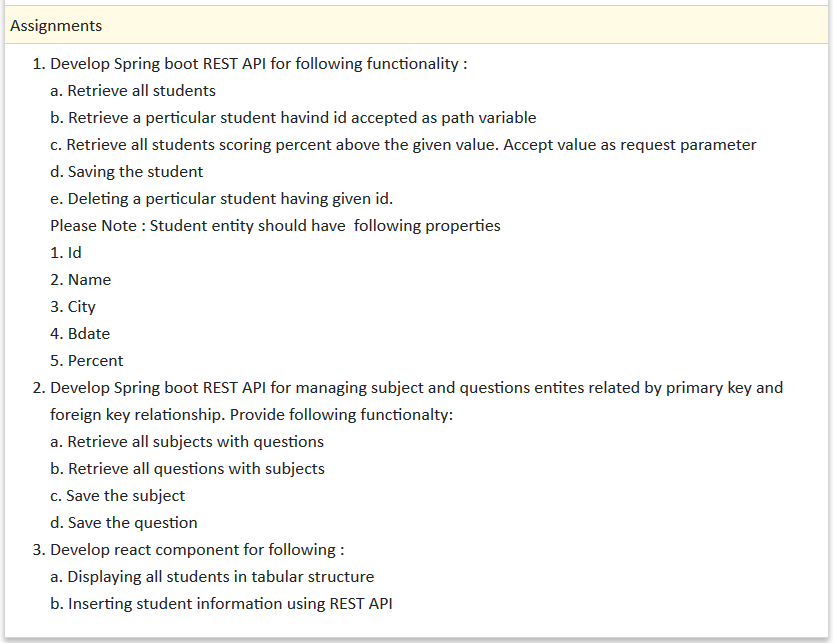 Assignments
1. Develop Spring boot REST API for following functionality :
a. Retrieve all students
b. Retrieve a perticular student havind id accepted as path variable
c. Retrieve all students scoring percent above the given value. Accept value as request parameter
d. Saving the student
e. Deleting a perticular student having given id.
Please Note : Student entity should have  following properties
1. Id
2. Name
3. City
4. Bdate
5. Percent
2. Develop Spring boot REST API for managing subject and questions entites related by primary key and
foreign key relationship. Provide following functionalty:
a. Retrieve all subjects with questions
b. Retrieve all questions with subjects
c. Save the subject
d. Save the question
3. Develop react component for following :
a. Displaying all students in tabular structure
b. Inserting student information using REST API